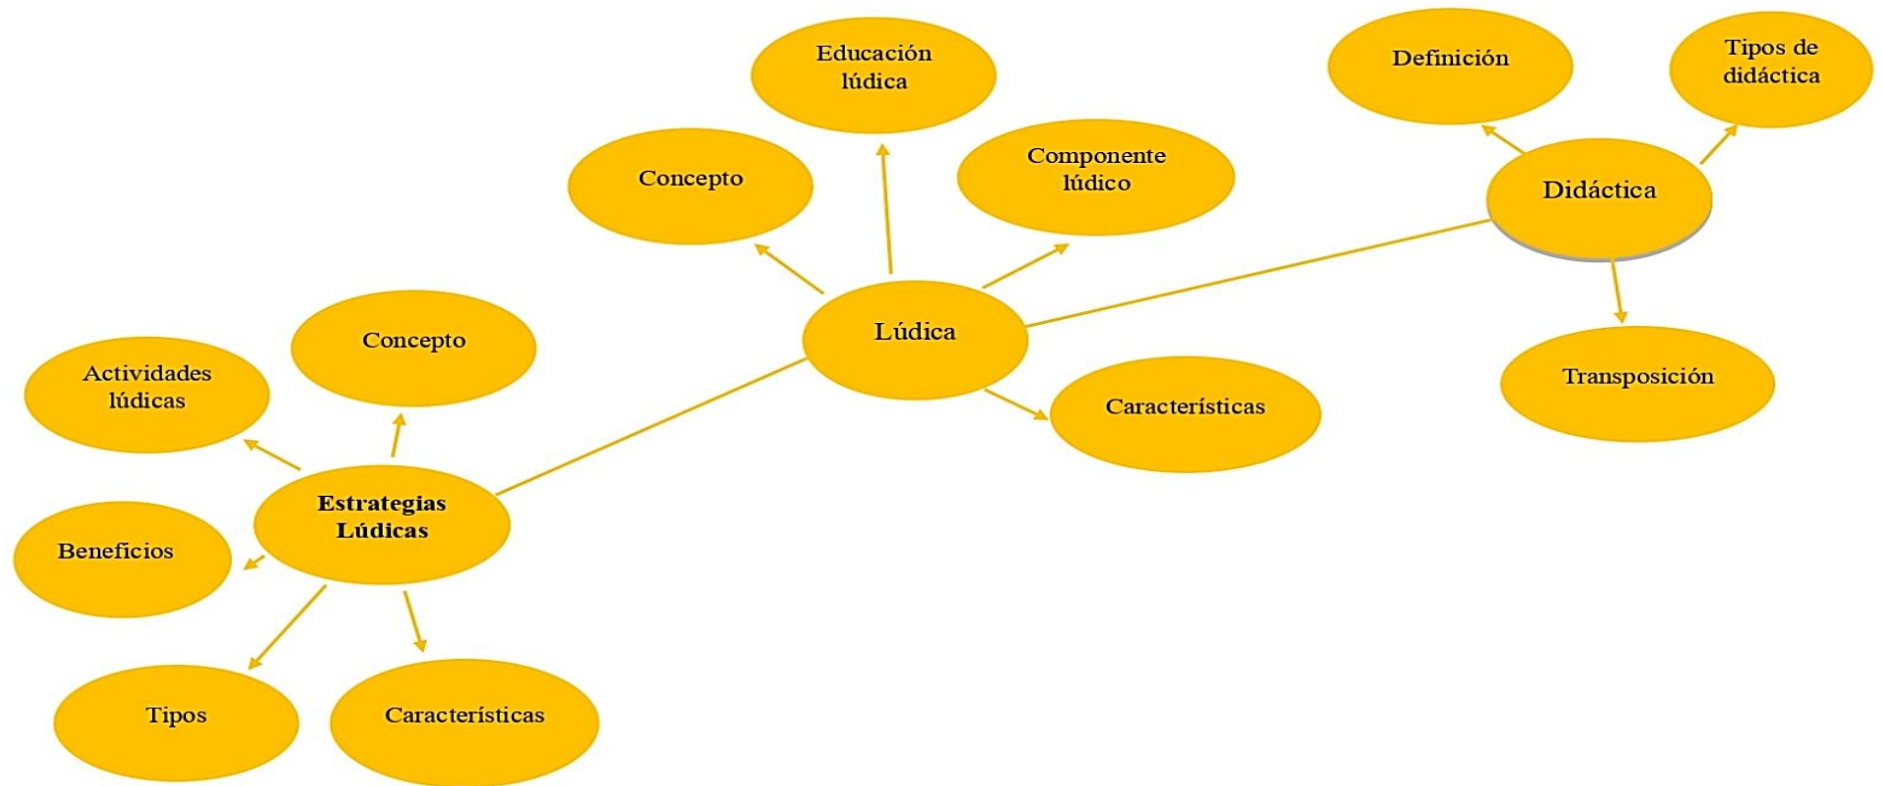 Educación
lúdica
Definición
Tipos de
didáctica
Concepto
Componente
lúdico
Didáctica
Lúdica
Concepto
Actividades
lúdicas
Características
Transposición
Estrategias
Lúdicas
Beneficios
Tipos
Características